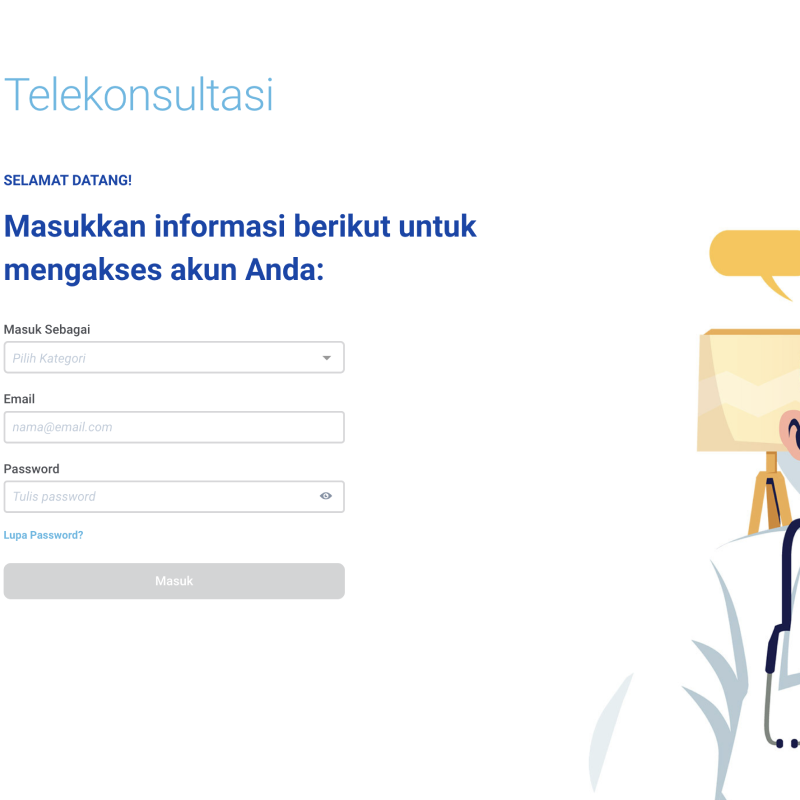 Telekonsultasi
SELAMAT DATANG!
Masukkan informasi berikut untuk
mengakses akun Anda:
Masuk Sebagai
Pilih Kategori
Email
nama@email.com
Password
Tulis password
Lupa Password?
Masuk